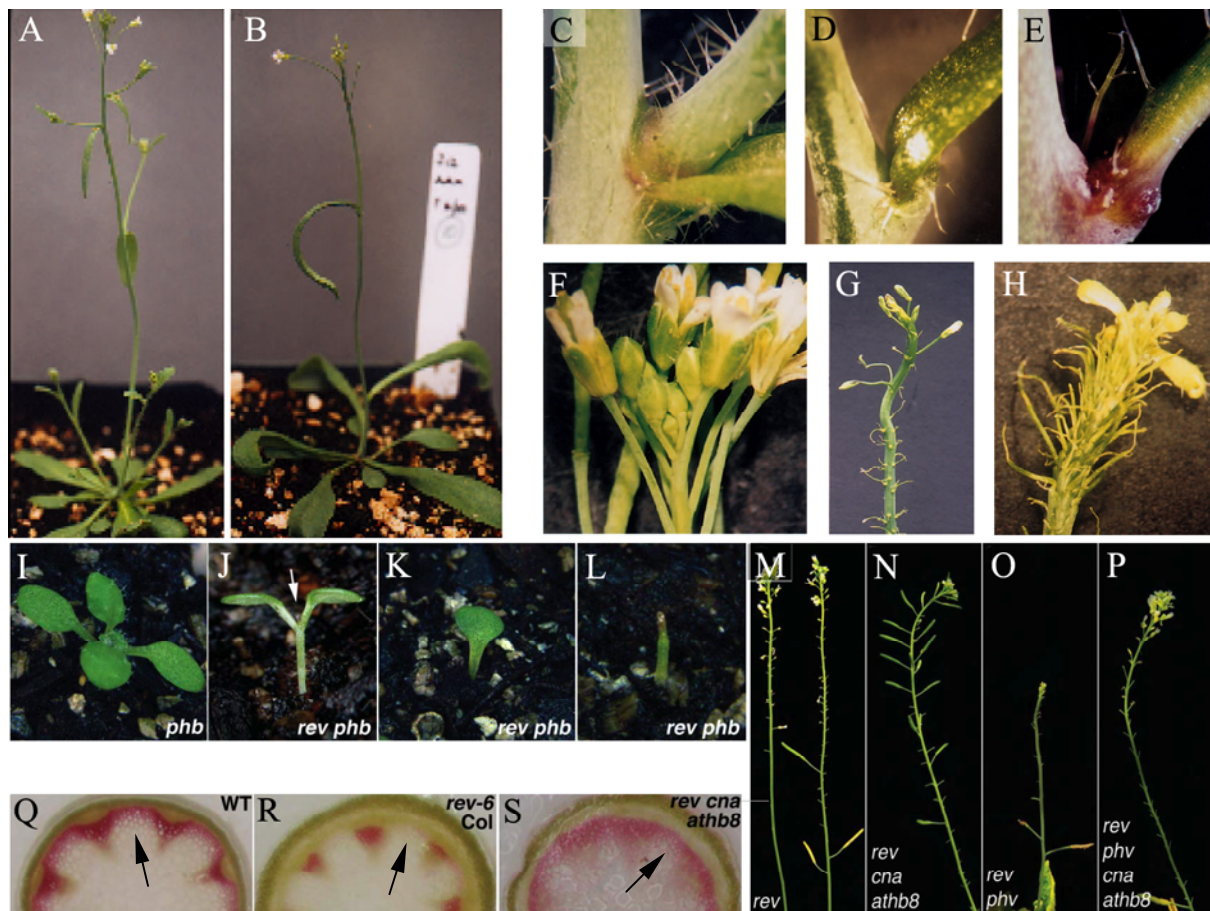 A
B
C
D
E
F
G
H
I
phb
J
rev phb
K
rev phb
L
rev phb
M
rev
N
rev
cna
athb8
O
rev
phv
P
rev
phv
cna
athb8
Q
WT
R
rev-6
Col
S
rev cna
athb8